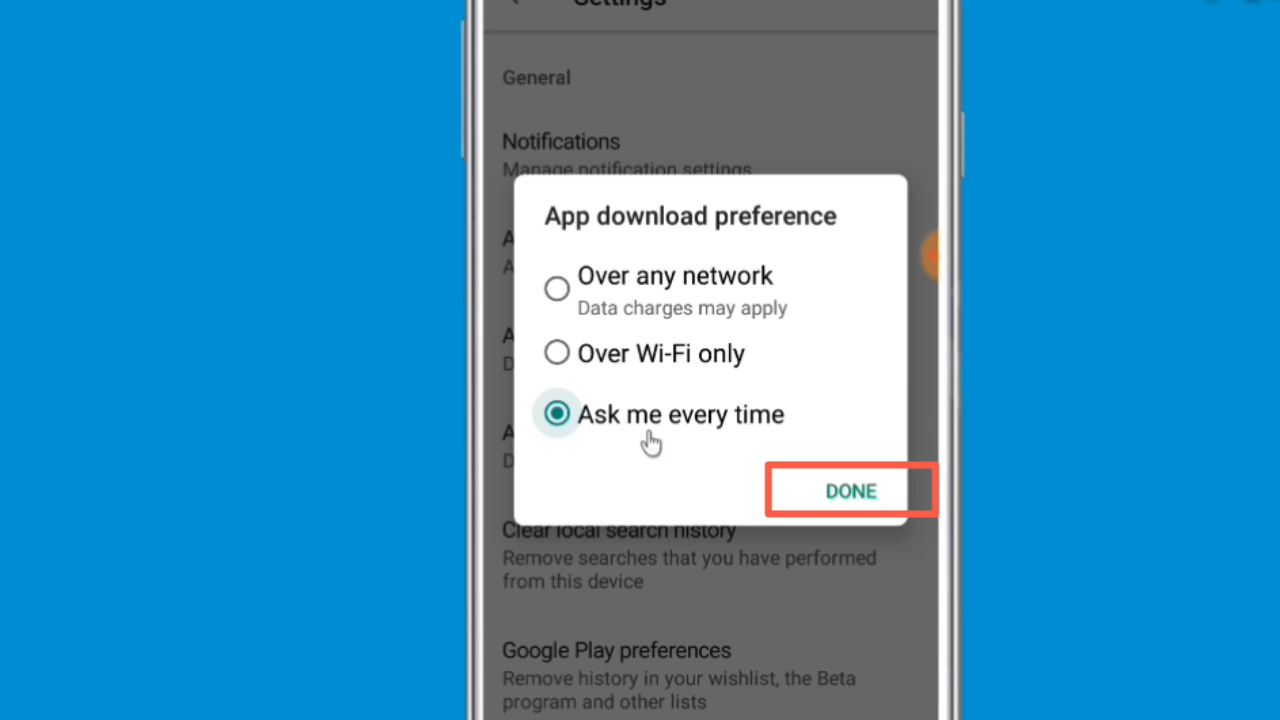 Settings
General
Notifications
Manage notification settings
App download preference
Over any network
Data charges may apply
Over Wi-Fi only
Ask me every time
DONE
Clear local search history
Remove searches that you have performed
from this device
Google Play preferences
Remove history in your wishlist, the Beta
program and other lists